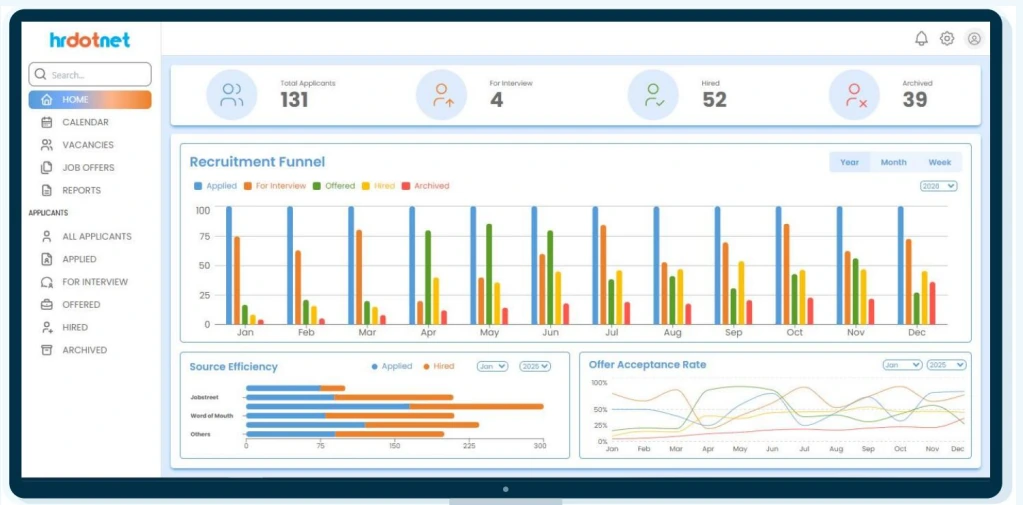 hrdotnet
Search...
HOME
CALENDAR
VACANCIES
JOB OFFERS
REPORTS
APPLICANTS
ALL APPLICANTS
APPLIED
FOR INTERVIEW
OFFERED
HIRED
ARCHIVED
Total Applicants
131
For Interview
4
Hired
52
Archived
39
Recruitment Funnel
Year Month Week
Applied For Interview Offered Hired Archived
2026
100
75
50
25
0
Jan Feb Mar Apr May Jun Jul Aug Sep Oct Nov Dec
Source Efficiency
Applied Hired
Jan 2025
Jobstreet
Word of Mouth
Others
0 75 150 225 300
Offer Acceptance Rate
Jan 2025
100%
50%
25%
0%
Jan Feb Mar Apr May Jun Jul Aug Sep Oct Nov Dec